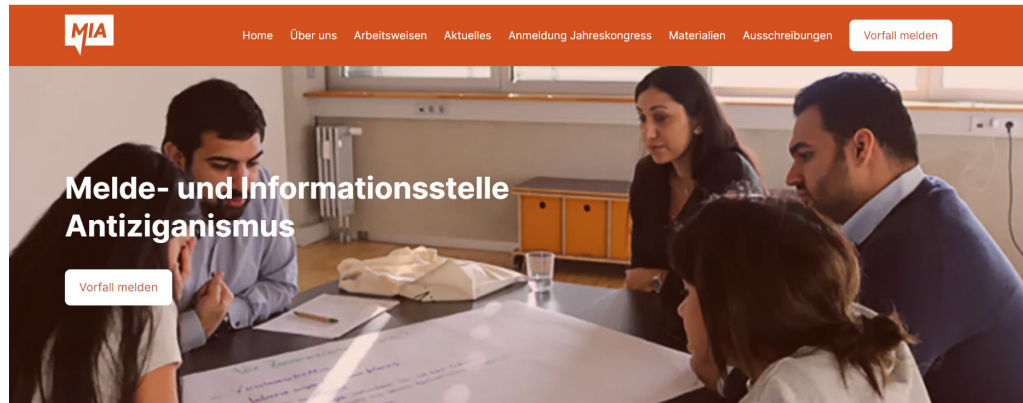 MIA
Home Über uns Arbeitsweisen Aktuelles Anmeldung Jahreskongress Materialien Ausschreibungen Vorfall melden
Melde- und Informationsstelle
Antiziganismus
Vorfall melden